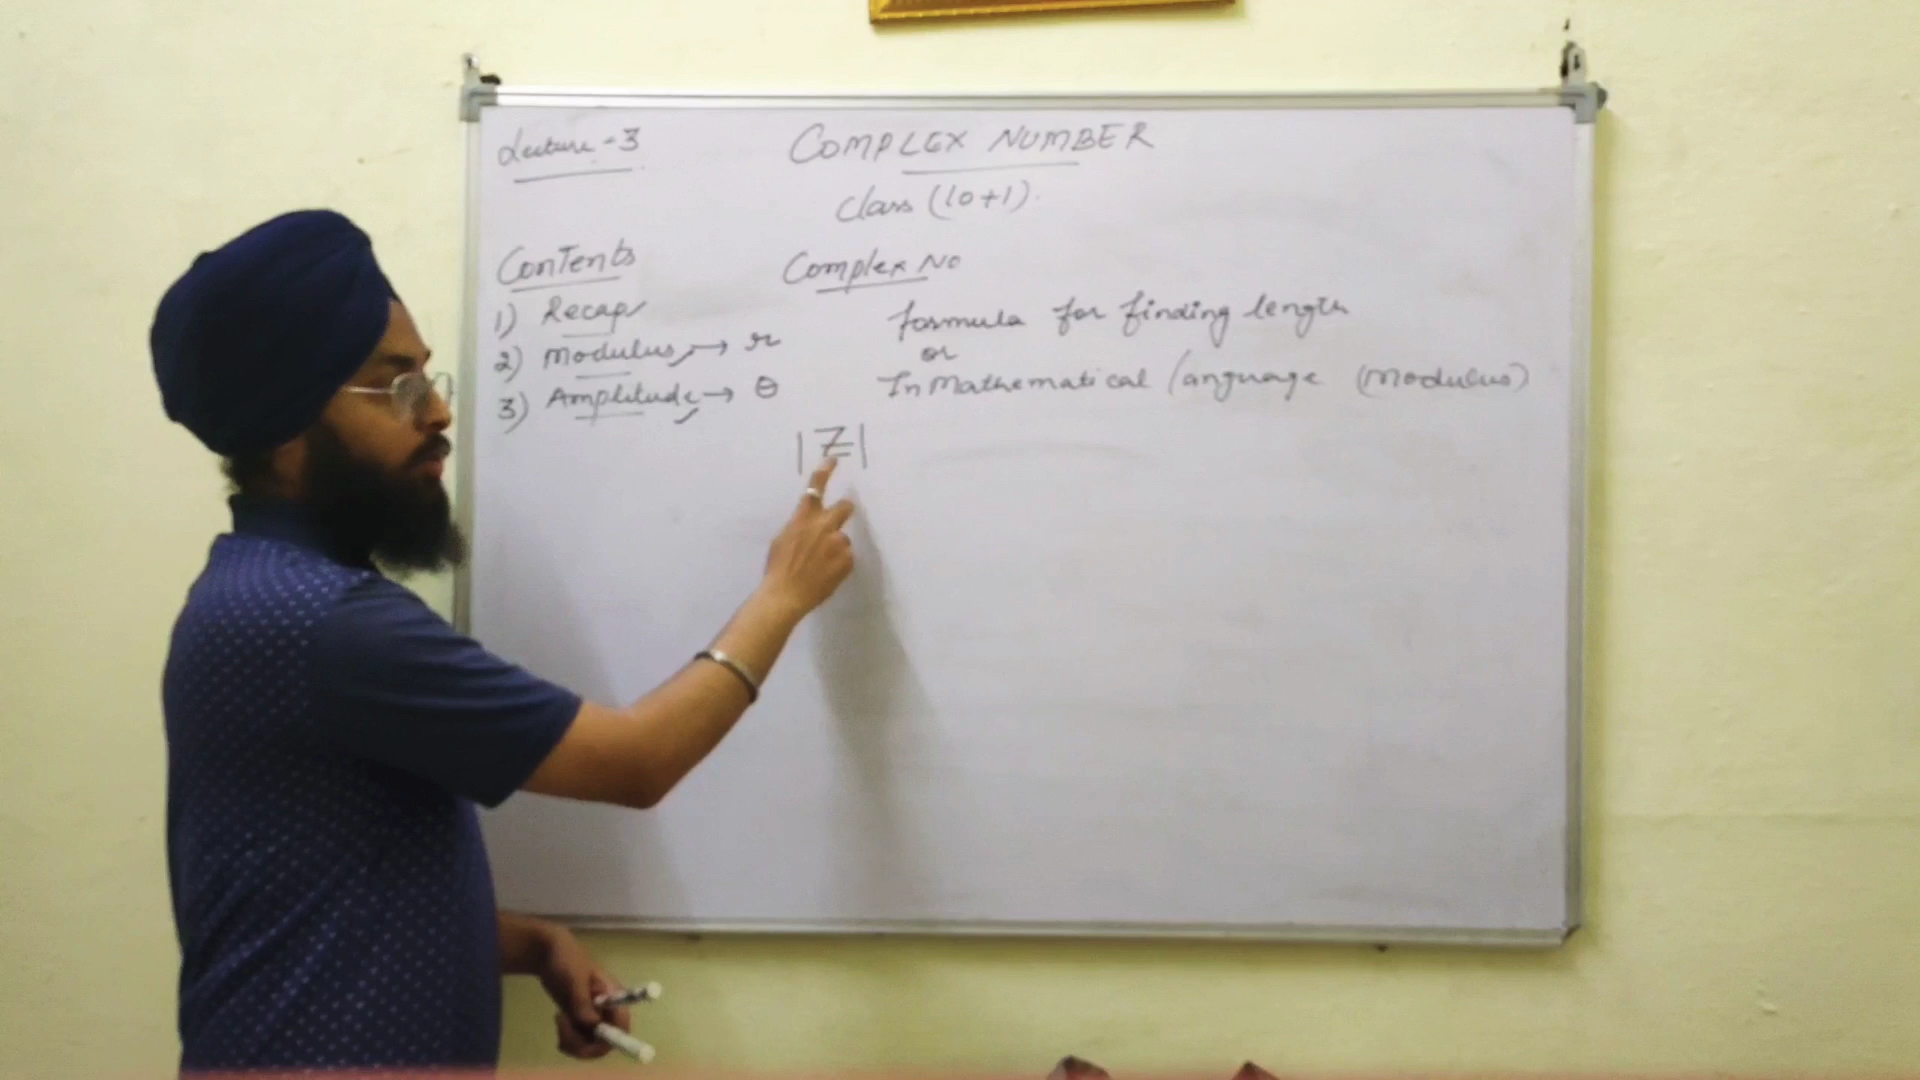 Lecture - 3
COMPLEX NUMBER
Class (10+1).
Contents
1) Recap
2) Modulus, → r
3) Amplitude, → θ
Complex No
formula for finding length
or
In Mathematical language (Modulus)
|Z|